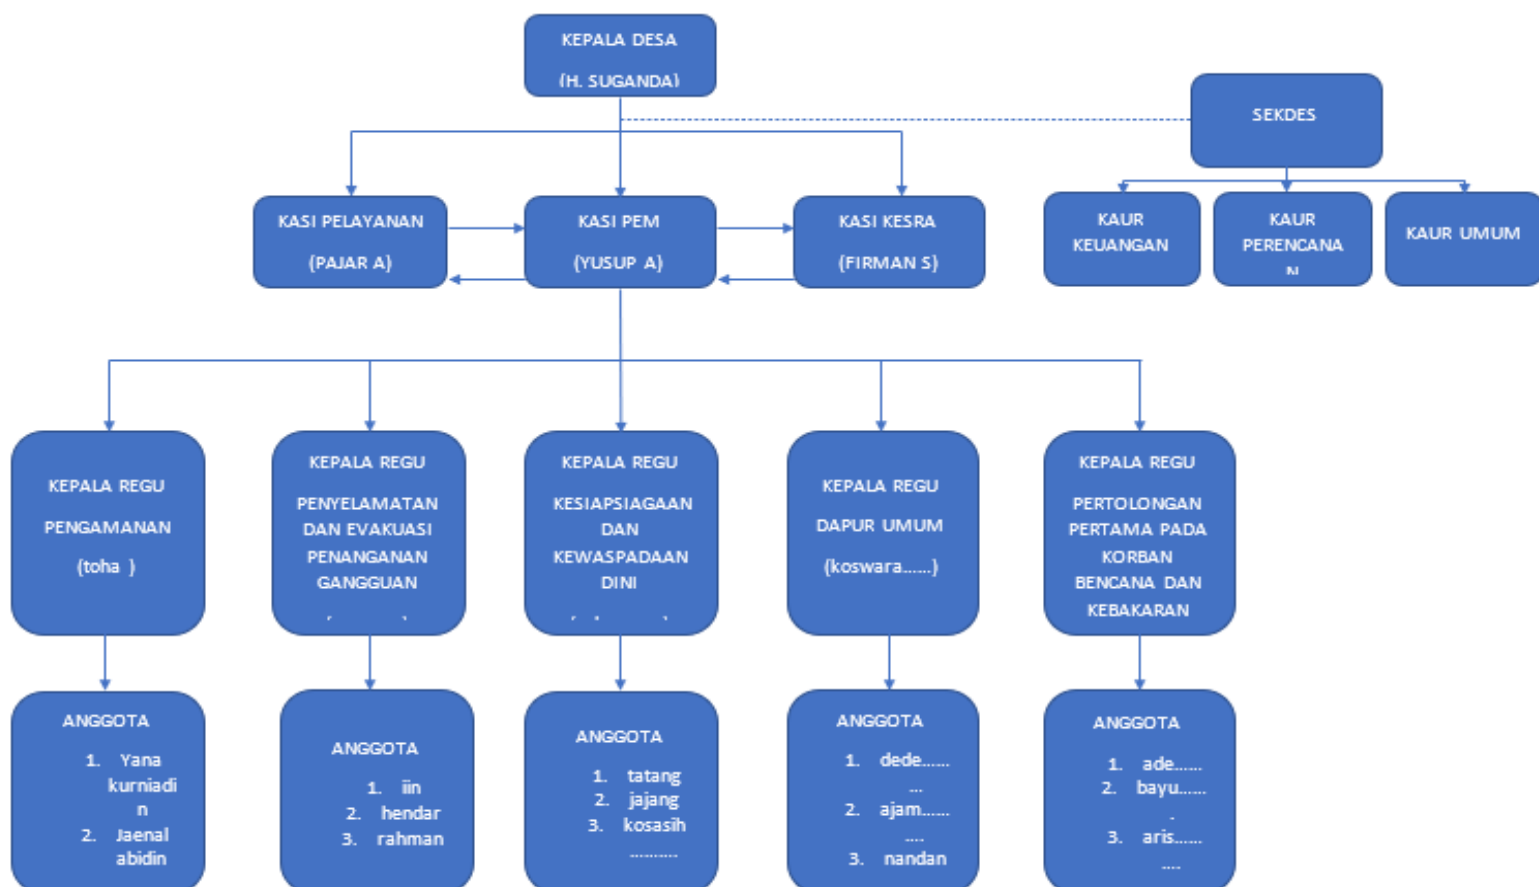 KEPALA DESA
(H. SUGANDA)
SEKDES
KASI PELAYANAN
(PAJAR A)
KASI PEM
(YUSUP A)
KASI KESRA
(FIRMAN S)
KAUR
KEUANGAN
KAUR
PERENCANA
N
KAUR UMUM
KEPALA REGU
PENGAMANAN
(toha )
KEPALA REGU
PENYELAMATAN
DAN EVAKUASI
PENANGANAN
GANGGUAN
KEPALA REGU
KESIAPSIAGAAN
DAN
KEWASPADAAN
DINI
KEPALA REGU
DAPUR UMUM
(koswara......)
KEPALA REGU
PERTOLONGAN
PERTAMA PADA
KORBAN
BENCANA DAN
KEBAKARAN
ANGGOTA
1. Yana
kurniadi
n
2. Jaenal
abidin
ANGGOTA
1. iin
2. hendar
3. rahman
ANGGOTA
1. tatang
2. jajang
3. kosasih
..........
ANGGOTA
1. dede......
...
2. ajam......
....
3. nandan
ANGGOTA
1. ade......
2. bayu......
.
3. aris......
....